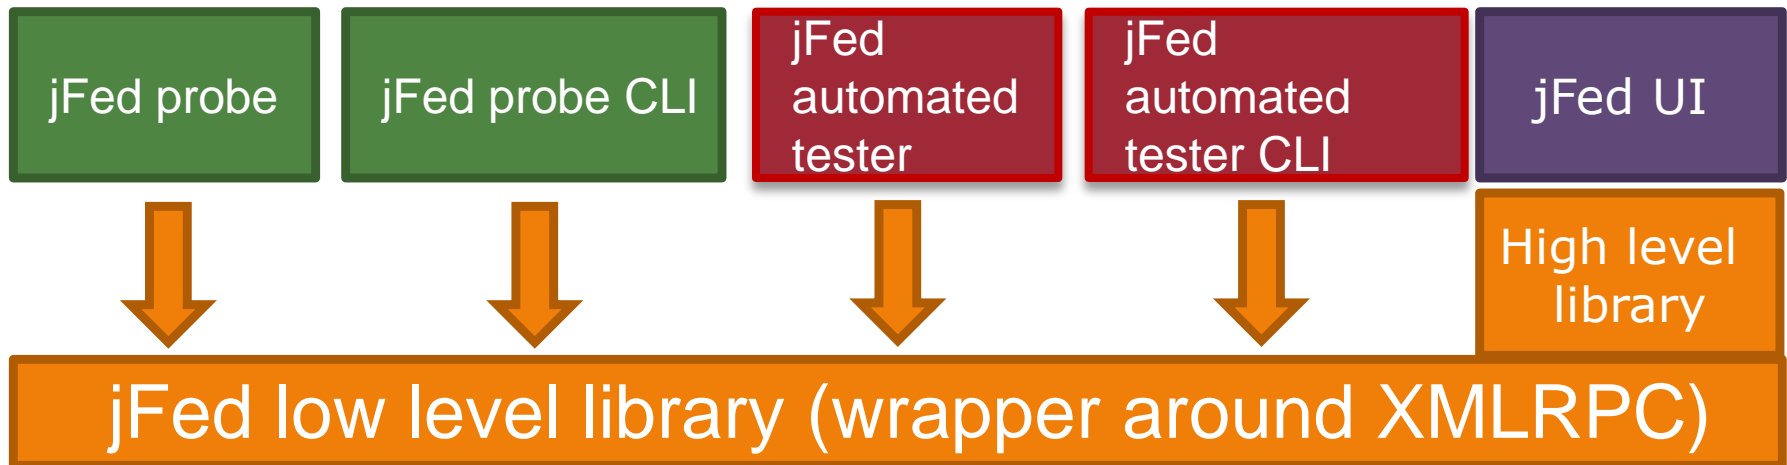 jFed probe
jFed probe CLI
jFed
automated
tester
jFed
automated
tester CLI
jFed UI
High level
library
jFed low level library (wrapper around XMLRPC)